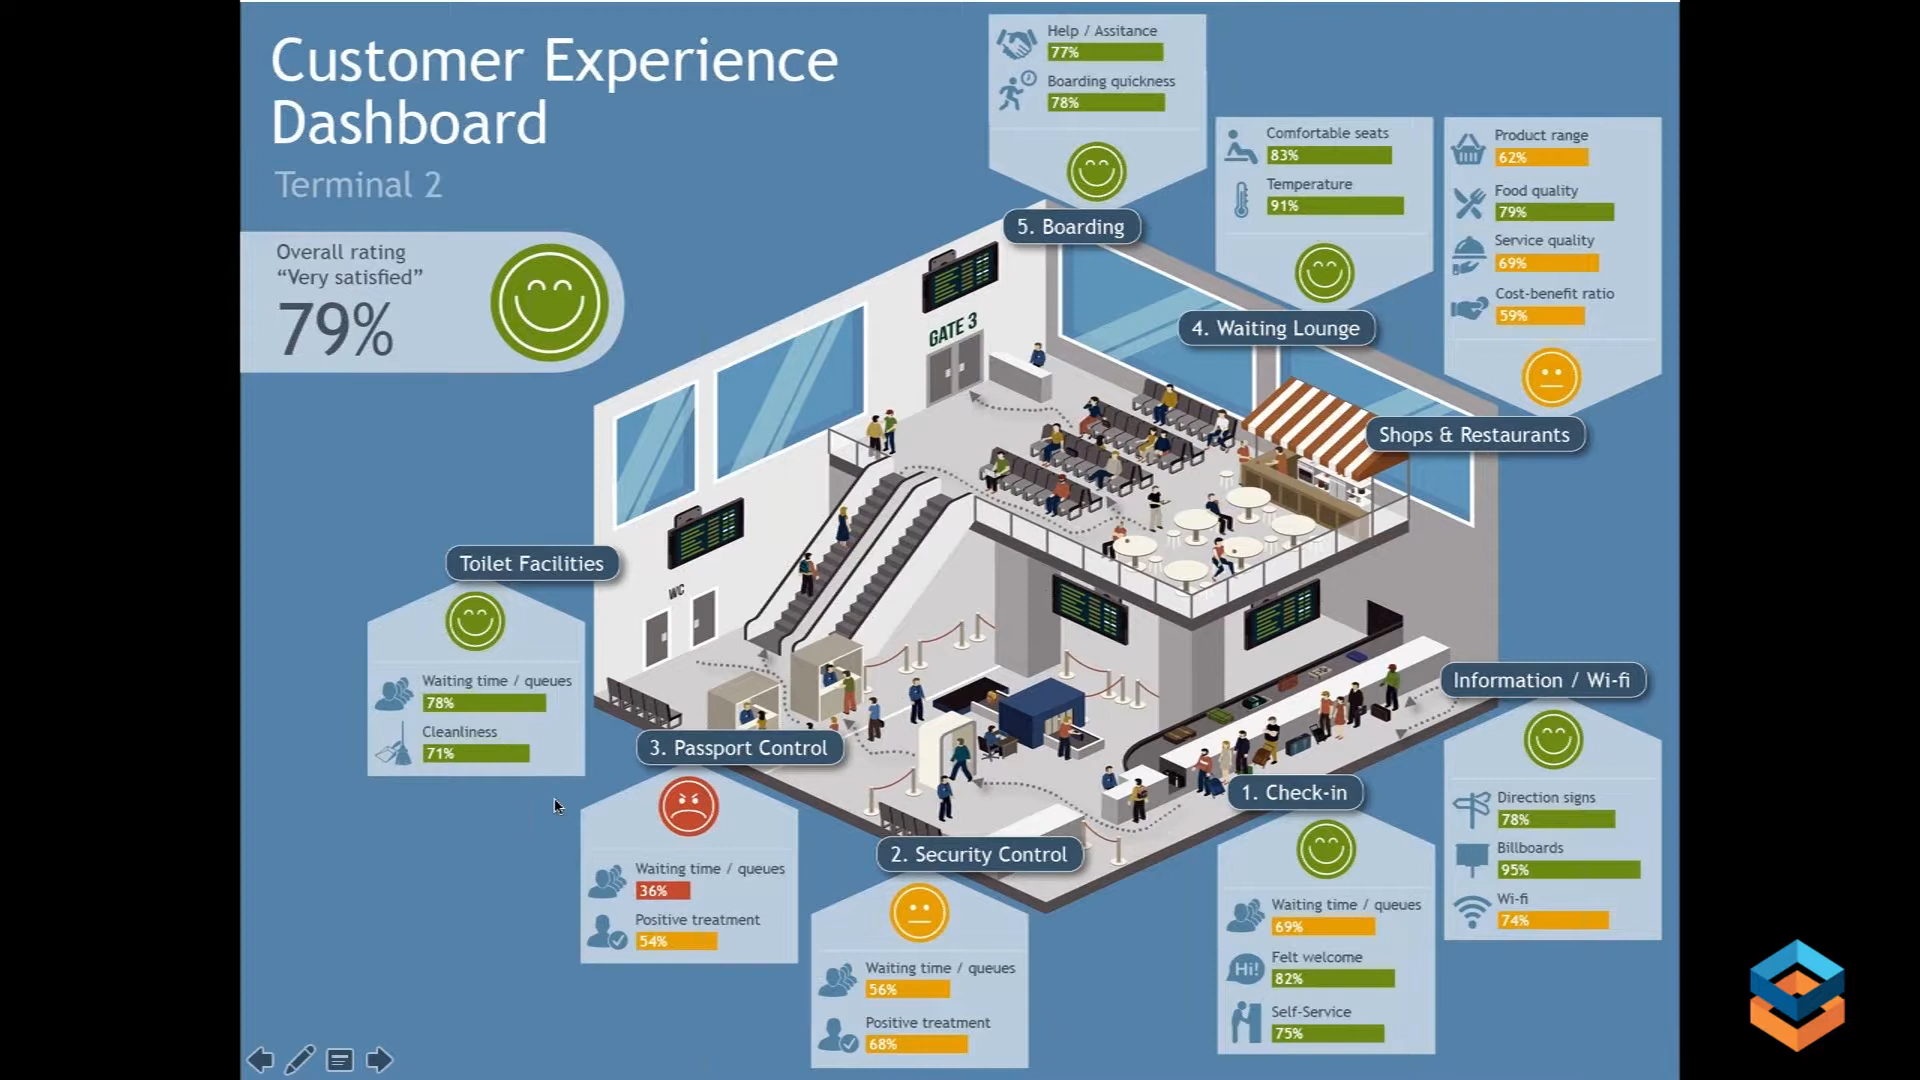 Customer Experience
Dashboard
Terminal 2
Overall rating
“Very satisfied”
79%
Help / Assitance
77%
Boarding quickness
78%
5. Boarding
Comfortable seats
83%
Temperature
91%
4. Waiting Lounge
Product range
62%
Food quality
79%
Service quality
69%
Cost-benefit ratio
59%
Shops & Restaurants
GATE 3
WC
Toilet Facilities
Waiting time / queues
78%
Cleanliness
71%
3. Passport Control
Waiting time / queues
36%
Positive treatment
54%
2. Security Control
Waiting time / queues
56%
Positive treatment
68%
1. Check-in
Waiting time / queues
69%
Hi!
Felt welcome
82%
Self-Service
75%
Information / Wi-fi
Direction signs
78%
Billboards
95%
Wi-fi
74%